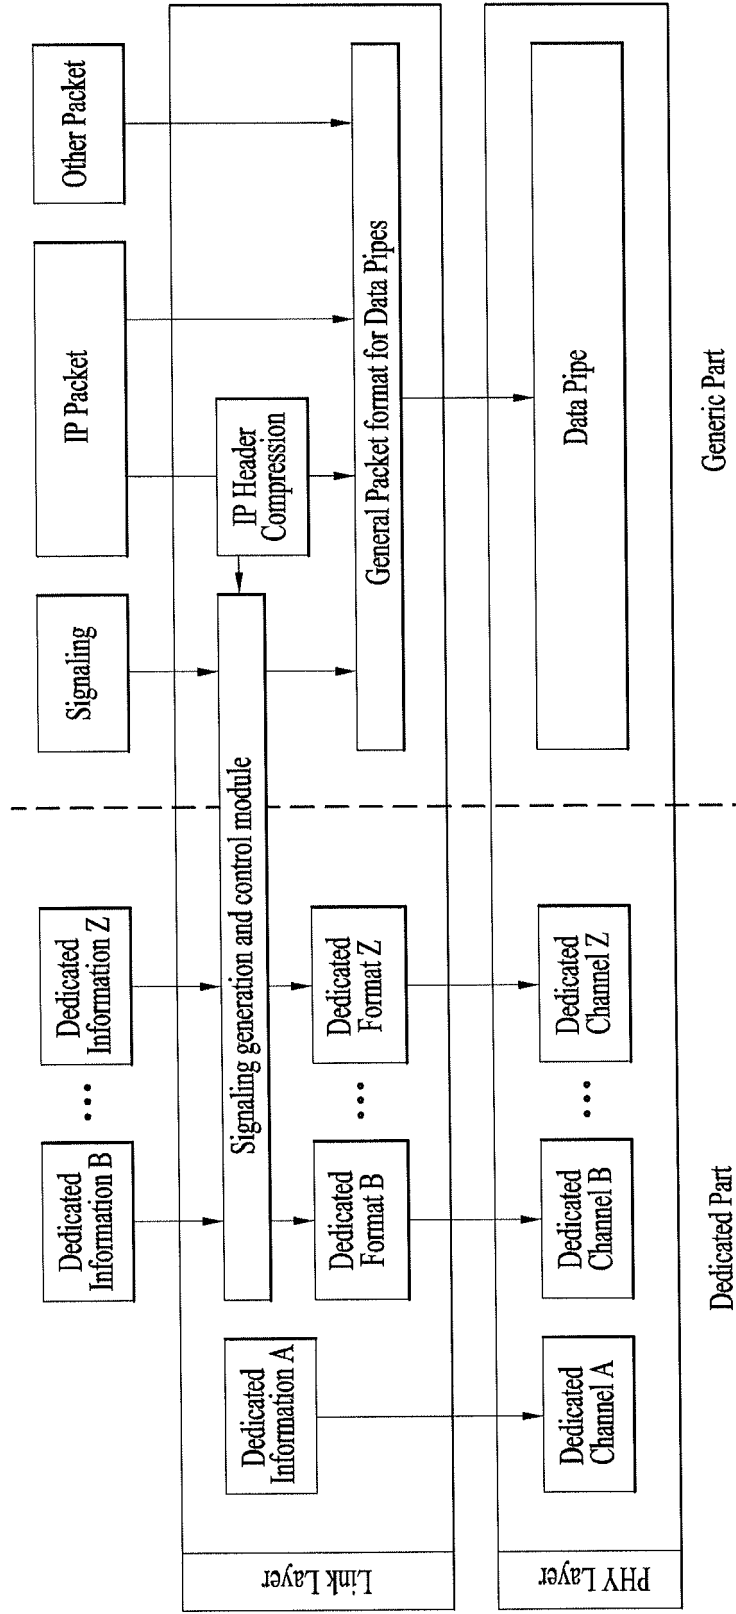 Dedicated
Information B
•••
Dedicated
Information Z
Signaling
IP Packet
Other Packet
Link Layer
Dedicated
Information A
Signaling generation and control module
IP Header
Compression
Dedicated
Format B
•••
Dedicated
Format Z
General Packet format for Data Pipes
PHY Layer
Dedicated
Channel A
Dedicated
Channel B
•••
Dedicated
Channel Z
Data Pipe
Dedicated Part
Generic Part